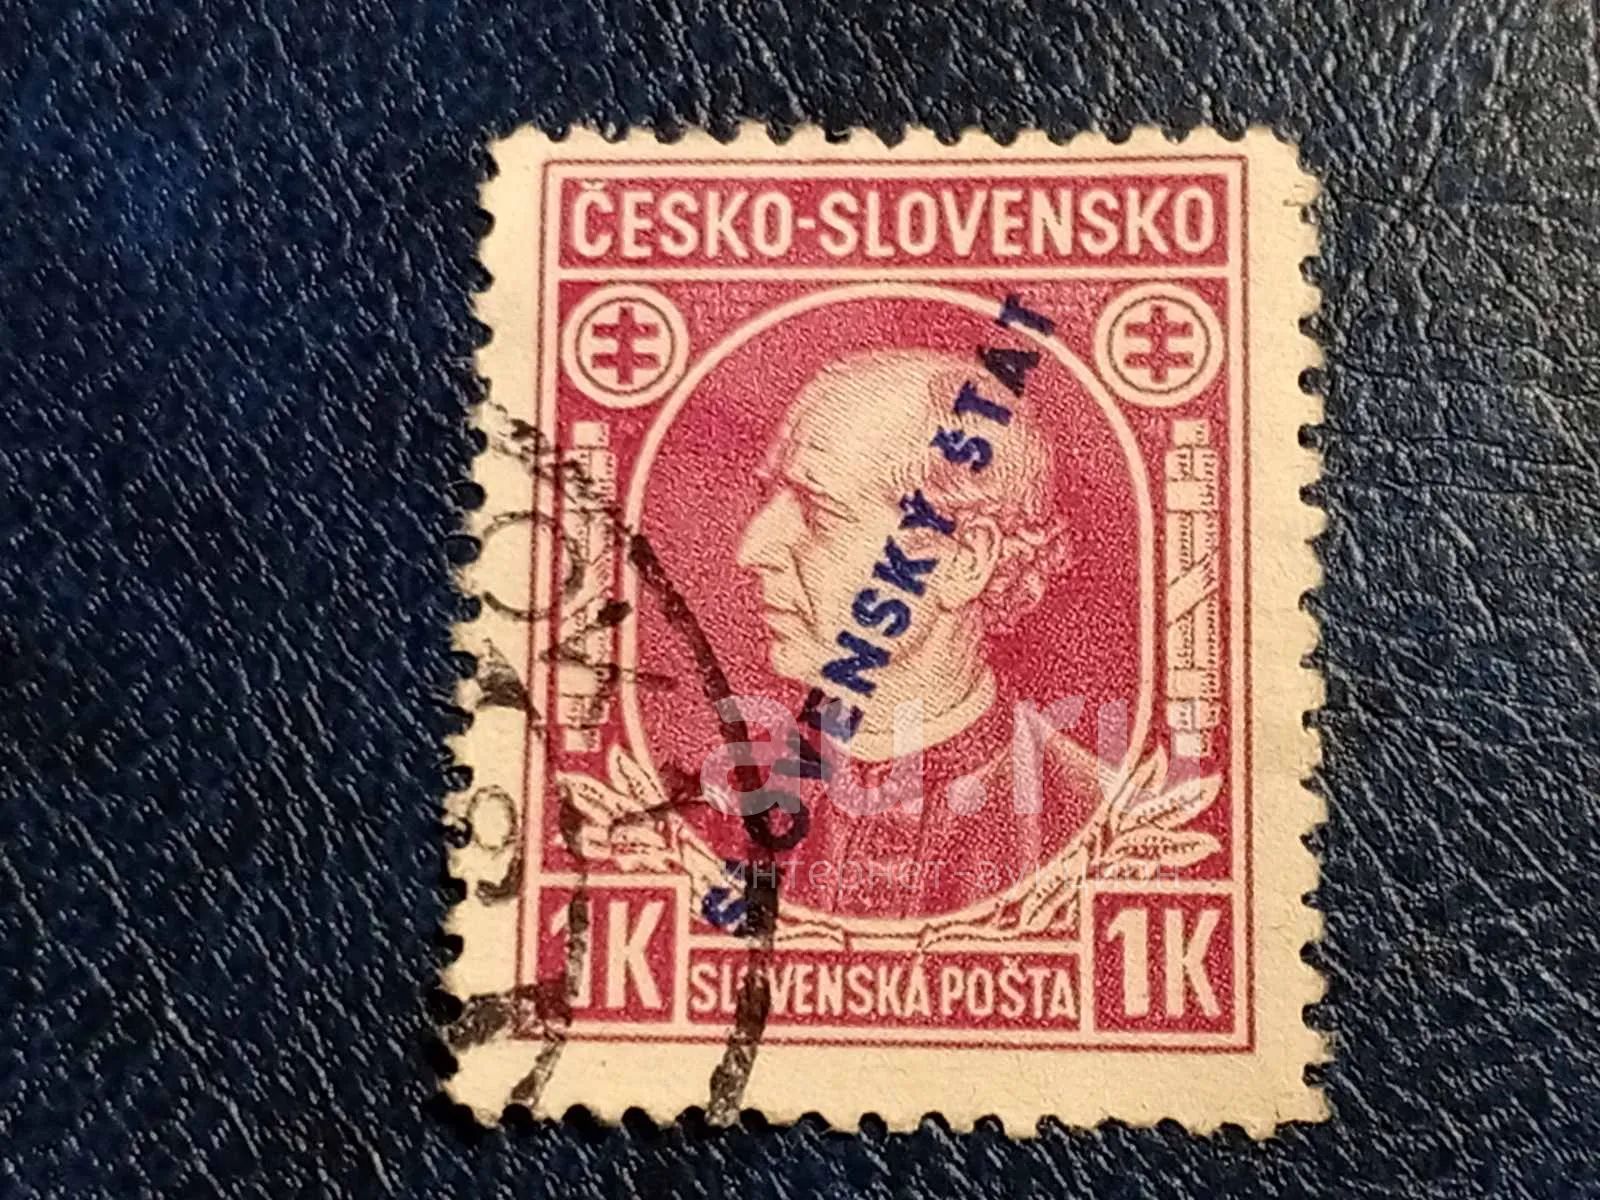 ČESKO-SLOVENSKO
SLOVENSKÝ ŠTÁT
au.ru
интернет-аукцион
1K SLOVENSKÁ POŠTA 1K